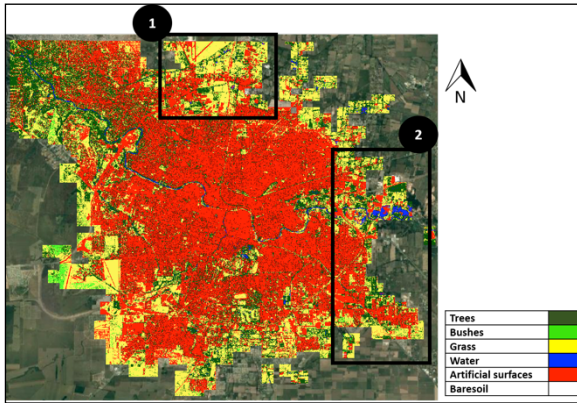 1
N
2
Trees
Bushes
Grass
Water
Artificial surfaces
Baresoil